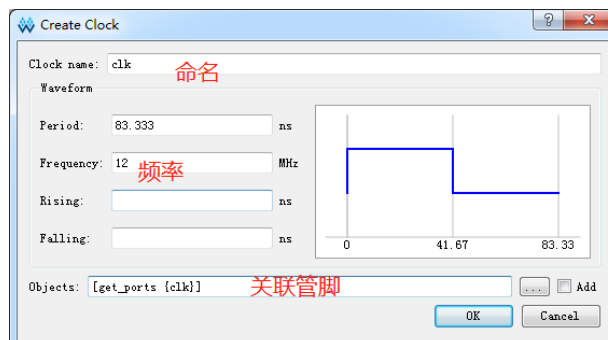 Create Clock
Clock name: clk
命名
Waveform
Period: 83.333 ns
Frequency: 12 MHz
频率
Rising: ns
Falling: ns
0 41.67 83.33
Objects: [get_ports {clk}] ... Add
关联管脚
OK Cancel